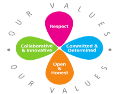 OUR VALUES
Respect
Collaborative
& Innovative
Committed &
Determined
Open
&
Honest
OUR VALUES